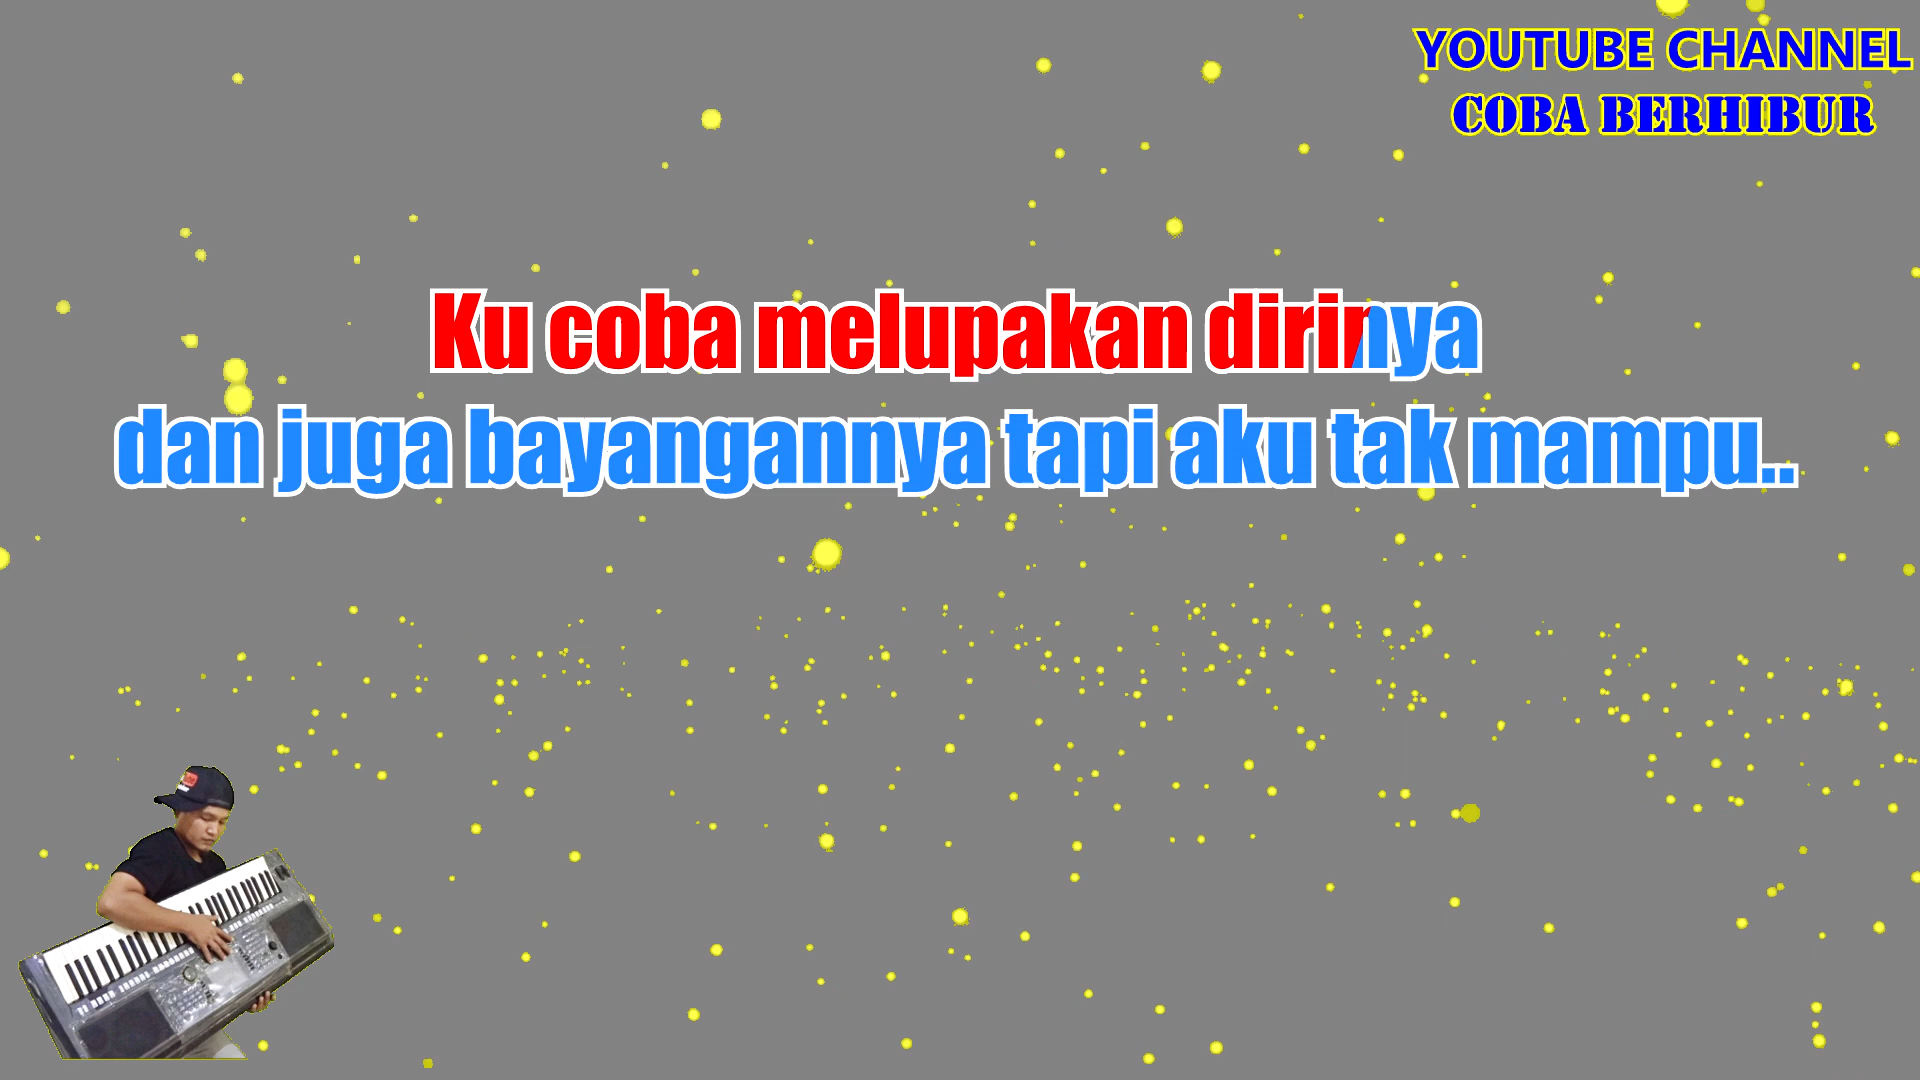 YOUTUBE CHANNEL
COBA BERHIBUR
Ku coba melupakan dirinya
dan juga bayangannya tapi aku tak mampu..